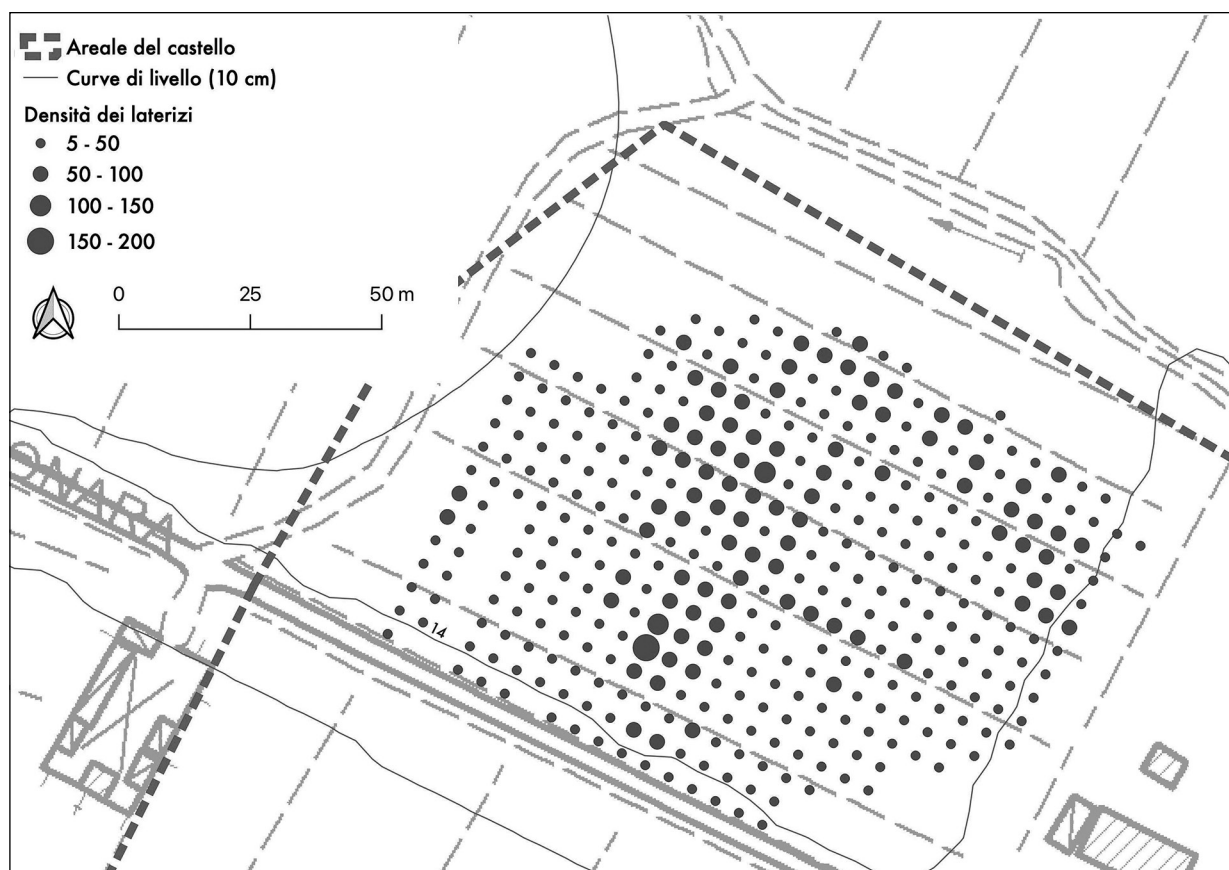 Areale del castello
Curve di livello (10 cm)
Densità dei laterizi
5 - 50
50 - 100
100 - 150
150 - 200
0 25 50 m
ONARA
14